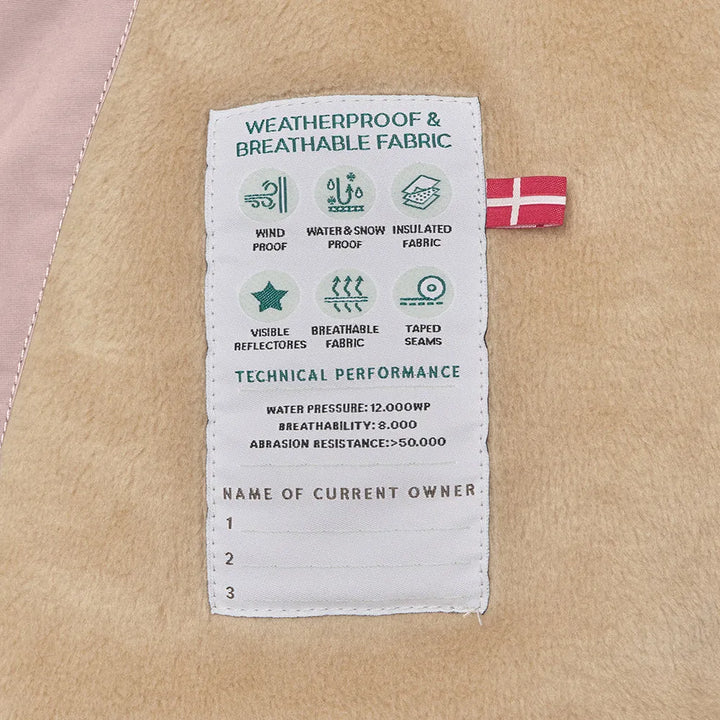 WEATHERPROOF &
BREATHABLE FABRIC
WIND
PROOF
WATER & SNOW
PROOF
INSULATED
FABRIC
VISIBLE
REFLECTORES
BREATHABLE
FABRIC
TAPED
SEAMS
TECHNICAL PERFORMANCE
WATER PRESSURE: 12.000WP
BREATHABILITY: 8.000
ABRASION RESISTANCE:>50.000
NAME OF CURRENT OWNER
1
2
3